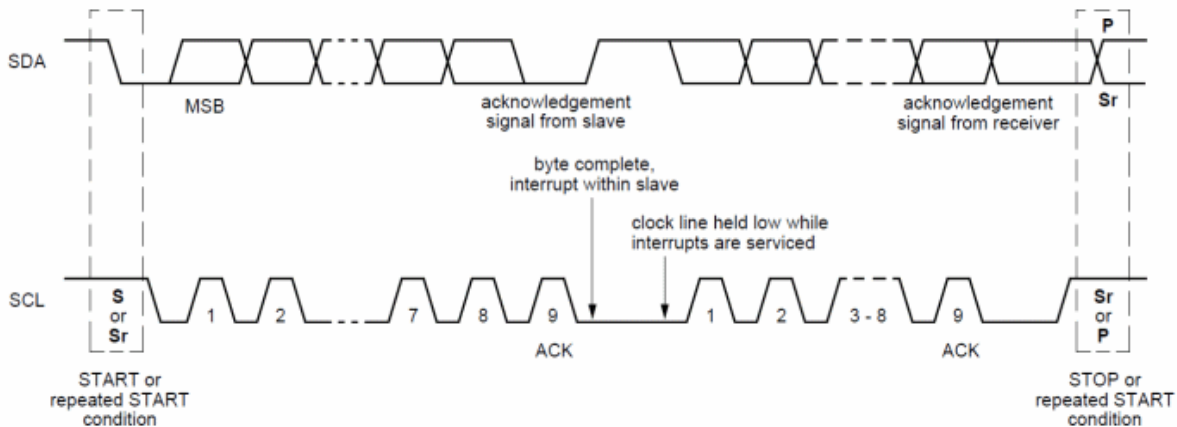 P
SDA
MSB
acknowledgement
signal from slave
acknowledgement
signal from receiver
Sr
byte complete,
interrupt within slave
clock line held low while
interrupts are serviced
SCL
S
or
Sr
1
2
7
8
9
1
2
3 - 8
9
Sr
or
P
ACK
ACK
START or
repeated START
condition
STOP or
repeated START
condition